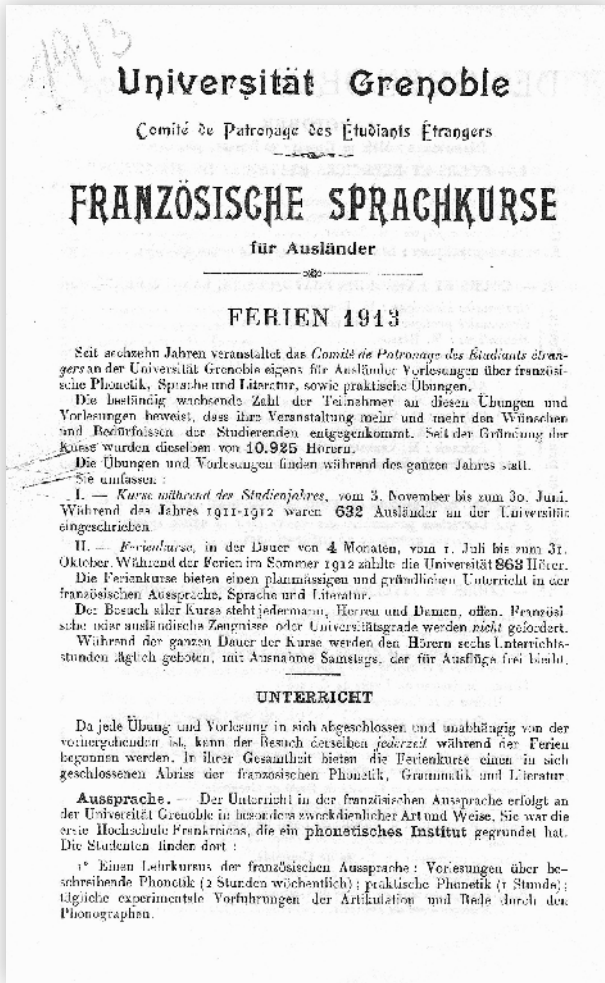 1913
Universität Grenoble
Comité de Patronage des Étudiants Étrangers
FRANZÖSISCHE SPRACHKURSE
für Ausländer
FERIEN 1913
Seit sechzehn Jahren veranstaltet das Comité de Patronage des Étudiants étran-
gers an der Universität Grenoble eigens für Ausländer Vorlesungen über französi-
sche Phonetik, Sprache und Literatur, sowie praktische Übungen.
Die beständig wachsende Zahl der Teilnehmer an diesen Übungen und
Vorlesungen beweist, dass ihre Veranstaltung mehr und mehr den Wünschen
und Bedürfnissen der Studierenden entgegenkommt. Seit der Gründung der
Kurse wurden dieselben von 10.925 Hörern.
Die Übungen und Vorlesungen finden während des ganzen Jahres statt.
Sie umfassen :
I. — Kurse während des Studienjahres, vom 3. November bis zum 30. Juni.
Während des Jahres 1911-1912 waren 632 Ausländer an der Universität
eingeschrieben.
II. — Ferienkurse, in der Dauer von 4 Monaten, vom 1. Juli bis zum 31.
Oktober. Während der Ferien im Sommer 1912 zählte die Universität 863 Hörer.
Die Ferienkurse bieten einen planmässigen und gründlichen Unterricht in der
französischen Aussprache, Sprache und Literatur.
Der Besuch aller Kurse steht jedermann, Herren und Damen, offen. Französi-
sche oder ausländische Zeugnisse oder Universitätsgrade werden nicht gefordert.
Während der ganzen Dauer der Kurse werden den Hörern sechs Unterrichts-
stunden täglich geboten, mit Ausnahme Samstags, der für Ausflüge frei bleibt.
UNTERRICHT
Da jede Übung und Vorlesung in sich abgeschlossen und unabhängig von der
vorhergehenden ist, kann der Besuch derselben jederzeit während der Ferien
begonnen werden. In ihrer Gesamtheit bieten die Ferienkurse einen in sich
geschlossenen Abriss der französischen Phonetik, Grammatik und Literatur.
Aussprache. — Der Unterricht in der französischen Aussprache erfolgt an
der Universität Grenoble in besonders zweckdienlicher Art und Weise. Sie war die
erste Hochschule Frankreichs, die ein phonetisches Institut gegrundet hat.
Die Studenten finden dort :
1° Einen Lehrkursus der französischen Aussprache : Vorlesungen über be-
schreibende Phonetik (2 Stunden wöchentlich) ; praktische Phonetik (1 Stunde) ;
tägliche experimentale Vorführungen der Artikulation und Rede durch den
Phonographen.